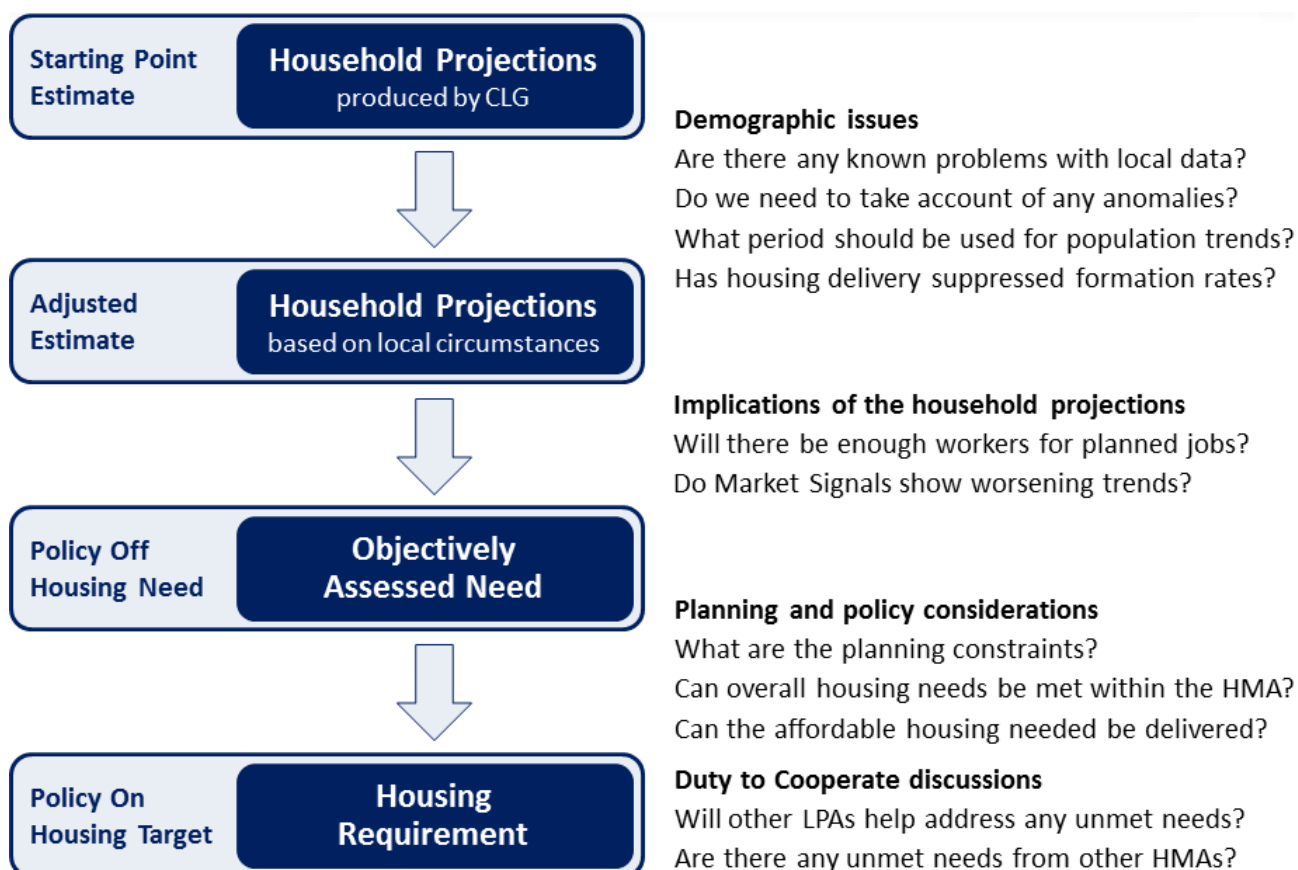 Starting Point
Estimate
Household Projections
produced by CLG
Demographic issues
Are there any known problems with local data?
Do we need to take account of any anomalies?
What period should be used for population trends?
Has housing delivery suppressed formation rates?
Adjusted
Estimate
Household Projections
based on local circumstances
Implications of the household projections
Will there be enough workers for planned jobs?
Do Market Signals show worsening trends?
Policy Off
Housing Need
Objectively
Assessed Need
Planning and policy considerations
What are the planning constraints?
Can overall housing needs be met within the HMA?
Can the affordable housing needed be delivered?
Policy On
Housing Target
Housing
Requirement
Duty to Cooperate discussions
Will other LPAs help address any unmet needs?
Are there any unmet needs from other HMAs?